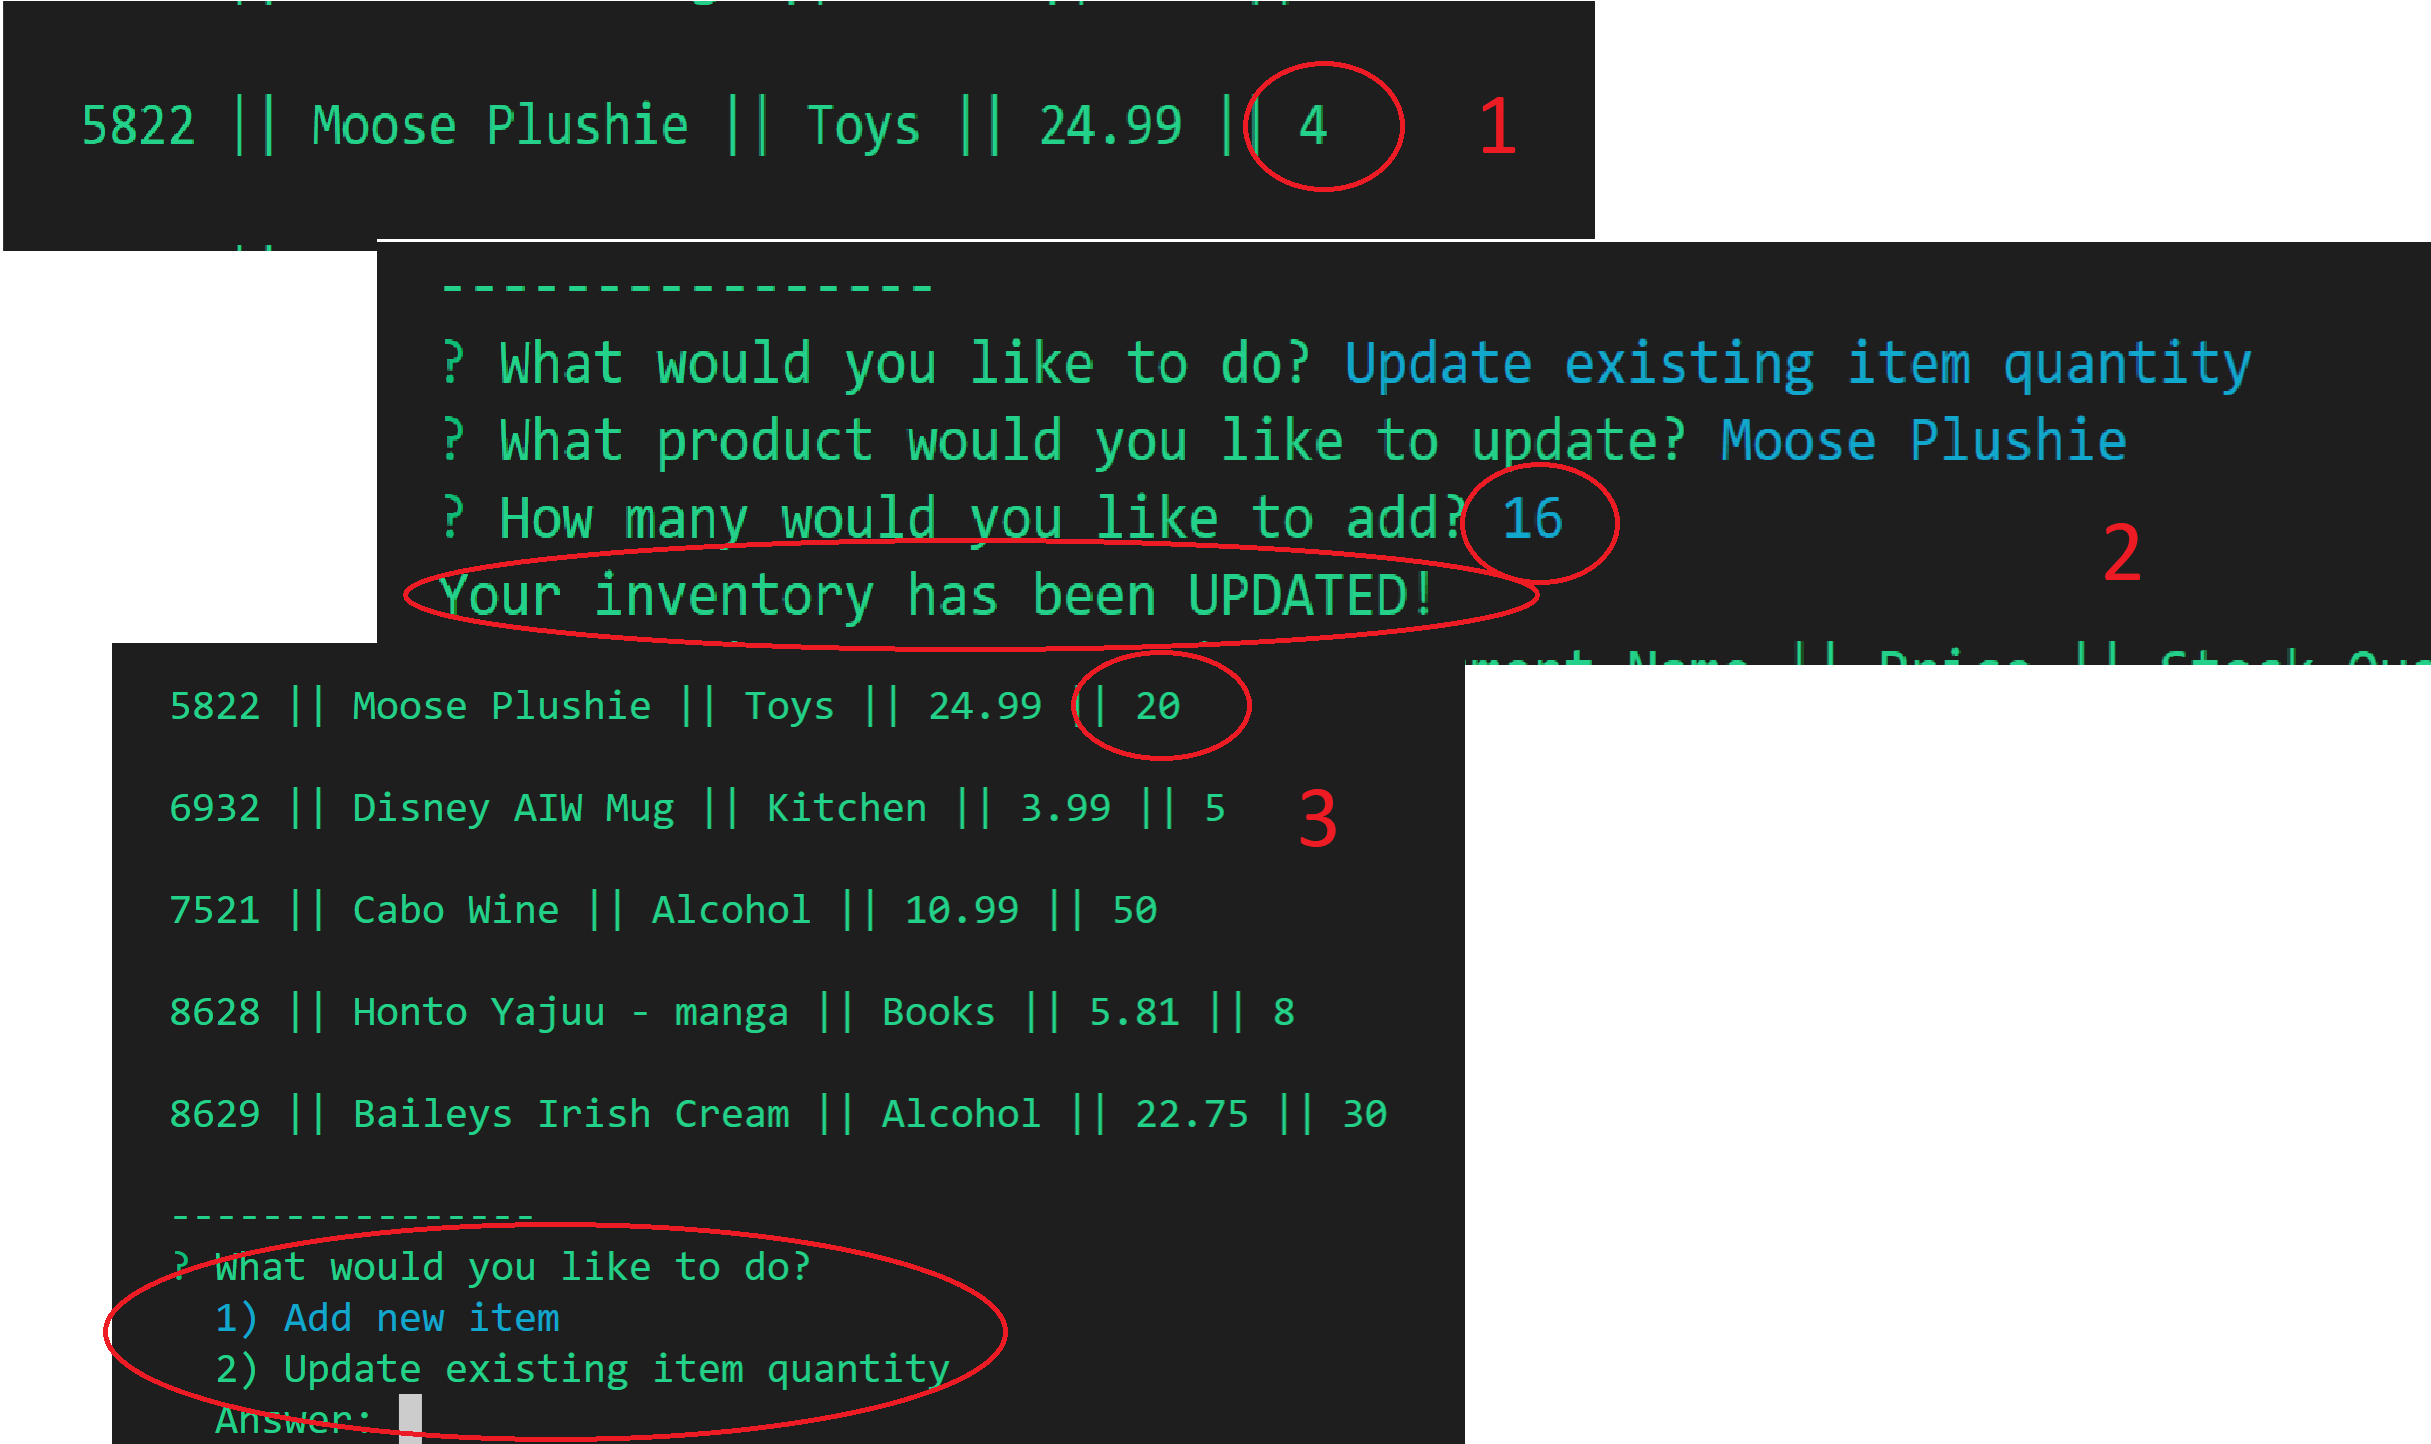 5822 || Moose Plushie || Toys || 24.99 || 4
1
----------------
? What would you like to do? Update existing item quantity
? What product would you like to update? Moose Plushie
? How many would you like to add? 16
2
Your inventory has been UPDATED!
Name || Price || Stock
5822 || Moose Plushie || Toys || 24.99 || 20
6932 || Disney AIW Mug || Kitchen || 3.99 || 5
3
7521 || Cabo Wine || Alcohol || 10.99 || 50
8628 || Honto Yajuu - manga || Books || 5.81 || 8
8629 || Baileys Irish Cream || Alcohol || 22.75 || 30
----------------
? What would you like to do?
1) Add new item
2) Update existing item quantity
Answer: